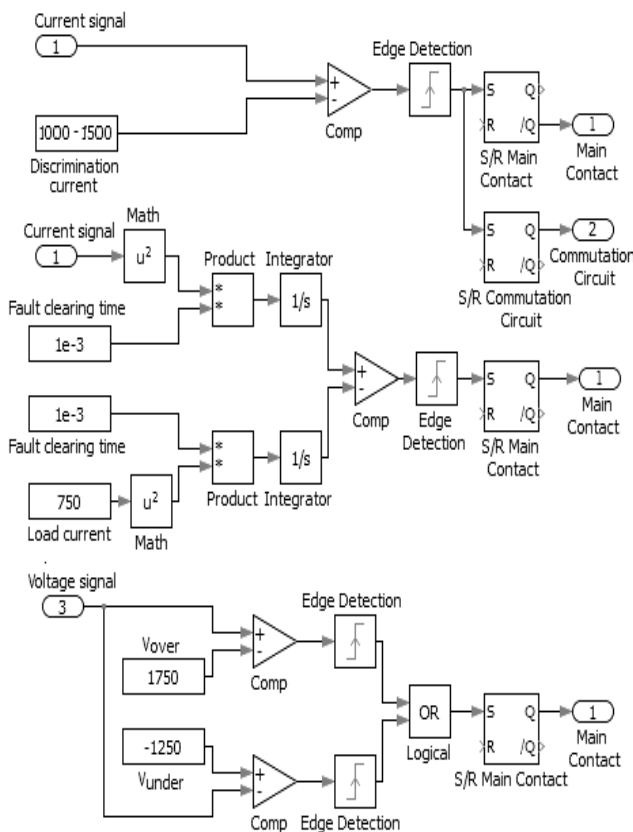 Current signal
1
1000 -1500
Discrimination
current
+
-
Comp
Edge Detection
S Q
R /Q
S/R Main
Contact
1
Main
Contact
S Q
R /Q
S/R Commutation
Circuit
2
Commutation
Circuit
Current signal
1
Math
u²
Fault clearing time
1e-3
Product
*
*
Integrator
1/s
1e-3
Fault clearing time
750
Load current
u²
Math
*
*
Product
1/s
Integrator
+
-
Comp
Edge
Detection
S Q
R /Q
S/R Main
Contact
1
Main
Contact
Voltage signal
3
Vover
1750
+
-
Comp
Edge Detection
-1250
Vunder
+
-
Comp
Edge Detection
OR
Logical
S Q
R /Q
S/R Main Contact
1
Main
Contact